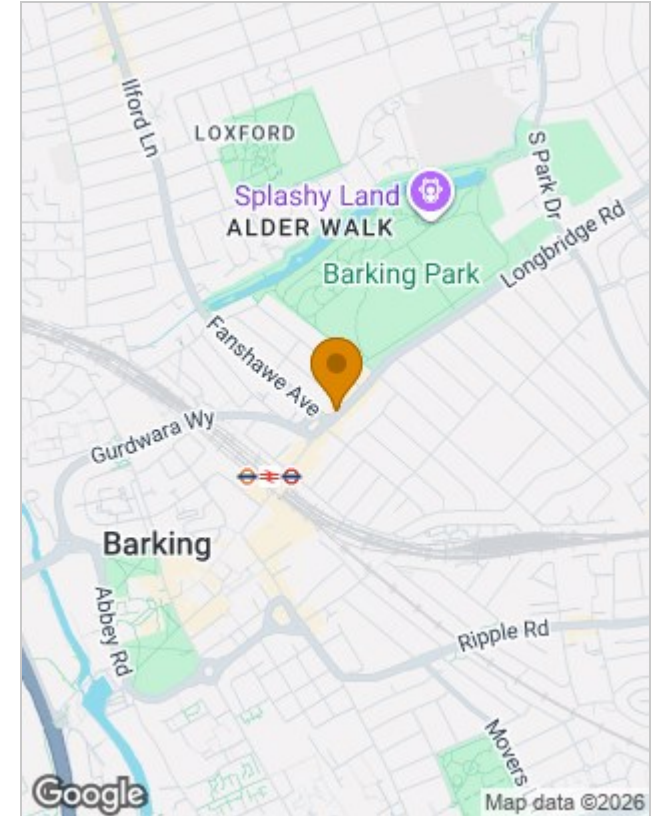 Ilford Ln
LOXFORD
S Park Dr
Splashy Land
ALDER WALK
Longbridge Rd
Barking Park
Fanshawe Ave
Gurdwara Wy
Barking
Abbey Rd
Ripple Rd
Movers
Google
Map data ©2026